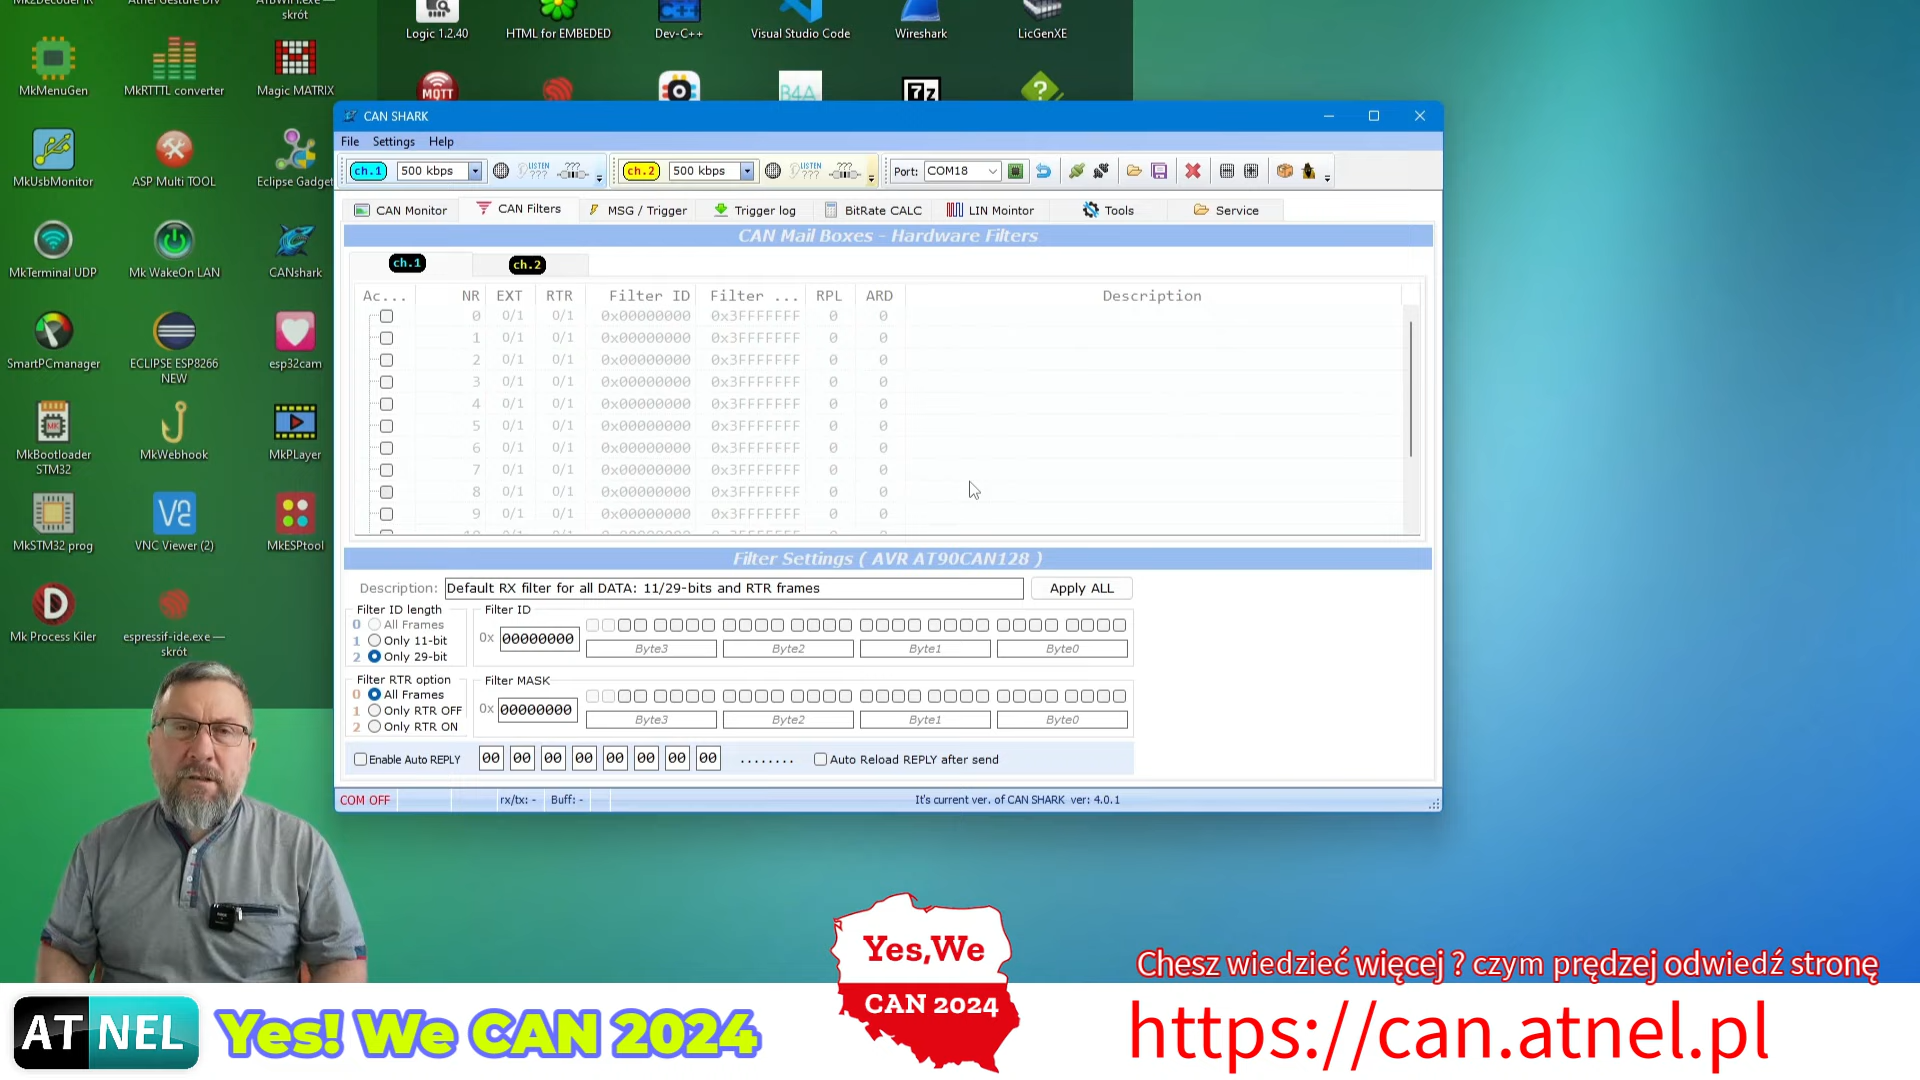 ATBWIFI.exe —
skrót
Logic 1.2.40
HTML for EMBEDED
Dev-C++
Visual Studio Code
Wireshark
LicGenXE
MkMenuGen
MkRTTTL converter
Magic MATRIX
MQTT
B4A
7z
MkUsbMonitor
ASP Multi TOOL
Eclipse Gadget
MkTerminal UDP
Mk WakeOn LAN
CANshark
SmartPCmanager
ECLIPSE ESP8266
NEW
esp32cam
MkBootloader
STM32
MkWebhook
MkPLayer
MkSTM32 prog
VNC Viewer (2)
MkESPtool
Mk Process Kiler
espressif-ide.exe —
skrót
CAN SHARK
File Settings Help
ch.1 500 kbps LISTEN ??? ??? ch.2 500 kbps LISTEN ??? ??? Port: COM18
CAN Monitor CAN Filters MSG / Trigger Trigger log BitRate CALC LIN Mointor Tools Service
CAN Mail Boxes - Hardware Filters
ch.1 ch.2
Ac... NR EXT RTR Filter ID Filter ... RPL ARD Description
0 0/1 0/1 0x00000000 0x3FFFFFFF 0 0
1 0/1 0/1 0x00000000 0x3FFFFFFF 0 0
2 0/1 0/1 0x00000000 0x3FFFFFFF 0 0
3 0/1 0/1 0x00000000 0x3FFFFFFF 0 0
4 0/1 0/1 0x00000000 0x3FFFFFFF 0 0
5 0/1 0/1 0x00000000 0x3FFFFFFF 0 0
6 0/1 0/1 0x00000000 0x3FFFFFFF 0 0
7 0/1 0/1 0x00000000 0x3FFFFFFF 0 0
8 0/1 0/1 0x00000000 0x3FFFFFFF 0 0
9 0/1 0/1 0x00000000 0x3FFFFFFF 0 0
Filter Settings ( AVR AT90CAN128 )
Description: Default RX filter for all DATA: 11/29-bits and RTR frames Apply ALL
Filter ID length
0 All Frames
1 Only 11-bit
2 Only 29-bit
Filter ID
0x 00000000
Byte3 Byte2 Byte1 Byte0
Filter RTR option
0 All Frames
1 Only RTR OFF
2 Only RTR ON
Filter MASK
0x 00000000
Byte3 Byte2 Byte1 Byte0
Enable Auto REPLY 00 00 00 00 00 00 00 00 ........ Auto Reload REPLY after send
COM OFF rx/tx: - Buff: - It's current ver. of CAN SHARK ver: 4.0.1
Yes,We
CAN 2024
Chesz wiedzieć więcej ? czym prędzej odwiedź stronę
ATNEL
Yes! We CAN 2024
https://can.atnel.pl